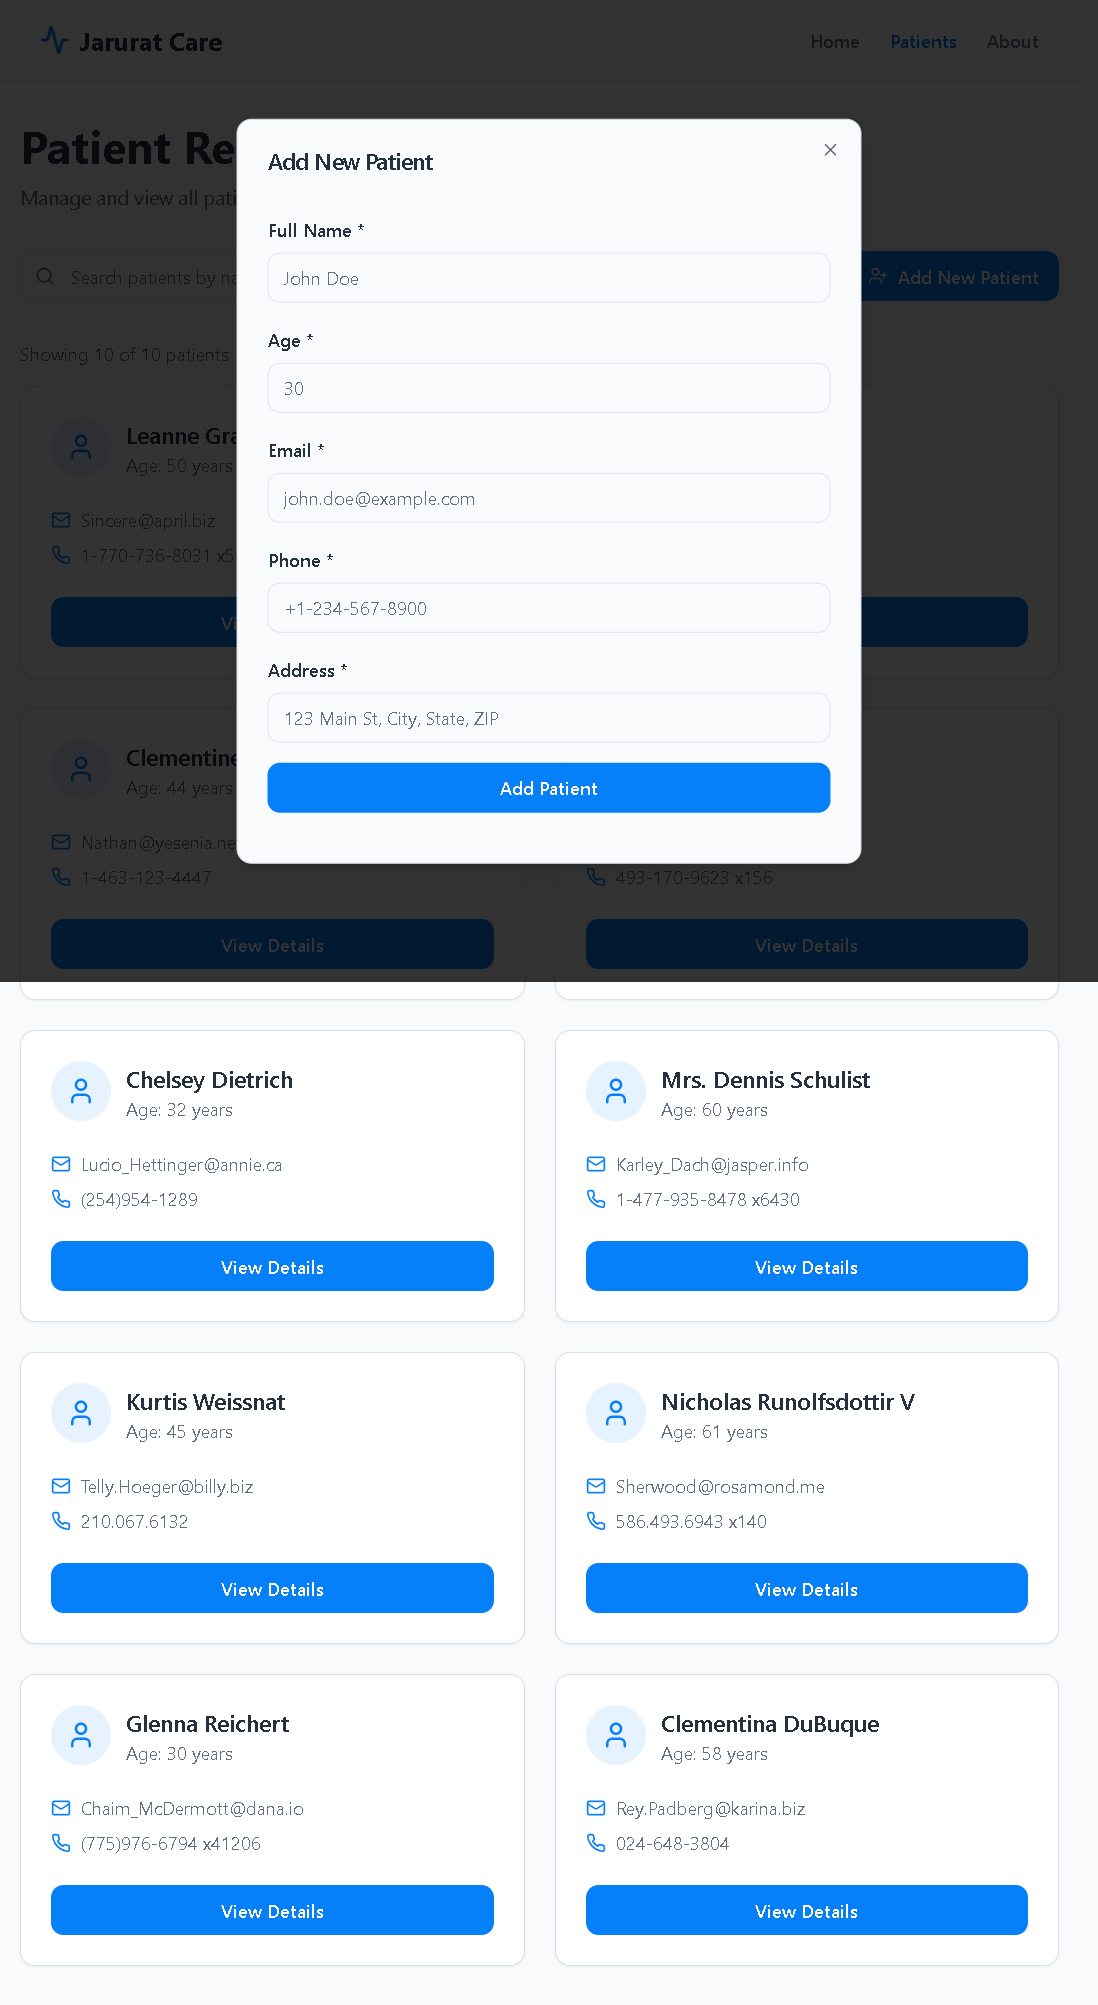 Jarurat Care
Home
Patients
About
Patient Re
Manage and view all pati
Search patients by na
Add New Patient
Showing 10 of 10 patients
Add New Patient
Full Name *
John Doe
Age *
30
Email *
john.doe@example.com
Phone *
+1-234-567-8900
Address *
123 Main St, City, State, ZIP
Add Patient
Leanne Gra
Age: 50 years
Sincere@april.biz
1-770-736-8031 x5
Vi
Clementine
Age: 44 years
Nathan@yesenia.ne
1-463-123-4447
View Details
493-170-9623 x156
View Details
Chelsey Dietrich
Age: 32 years
Lucio_Hettinger@annie.ca
(254)954-1289
View Details
Mrs. Dennis Schulist
Age: 60 years
Karley_Dach@jasper.info
1-477-935-8478 x6430
View Details
Kurtis Weissnat
Age: 45 years
Telly.Hoeger@billy.biz
210.067.6132
View Details
Nicholas Runolfsdottir V
Age: 61 years
Sherwood@rosamond.me
586.493.6943 x140
View Details
Glenna Reichert
Age: 30 years
Chaim_McDermott@dana.io
(775)976-6794 x41206
View Details
Clementina DuBuque
Age: 58 years
Rey.Padberg@karina.biz
024-648-3804
View Details